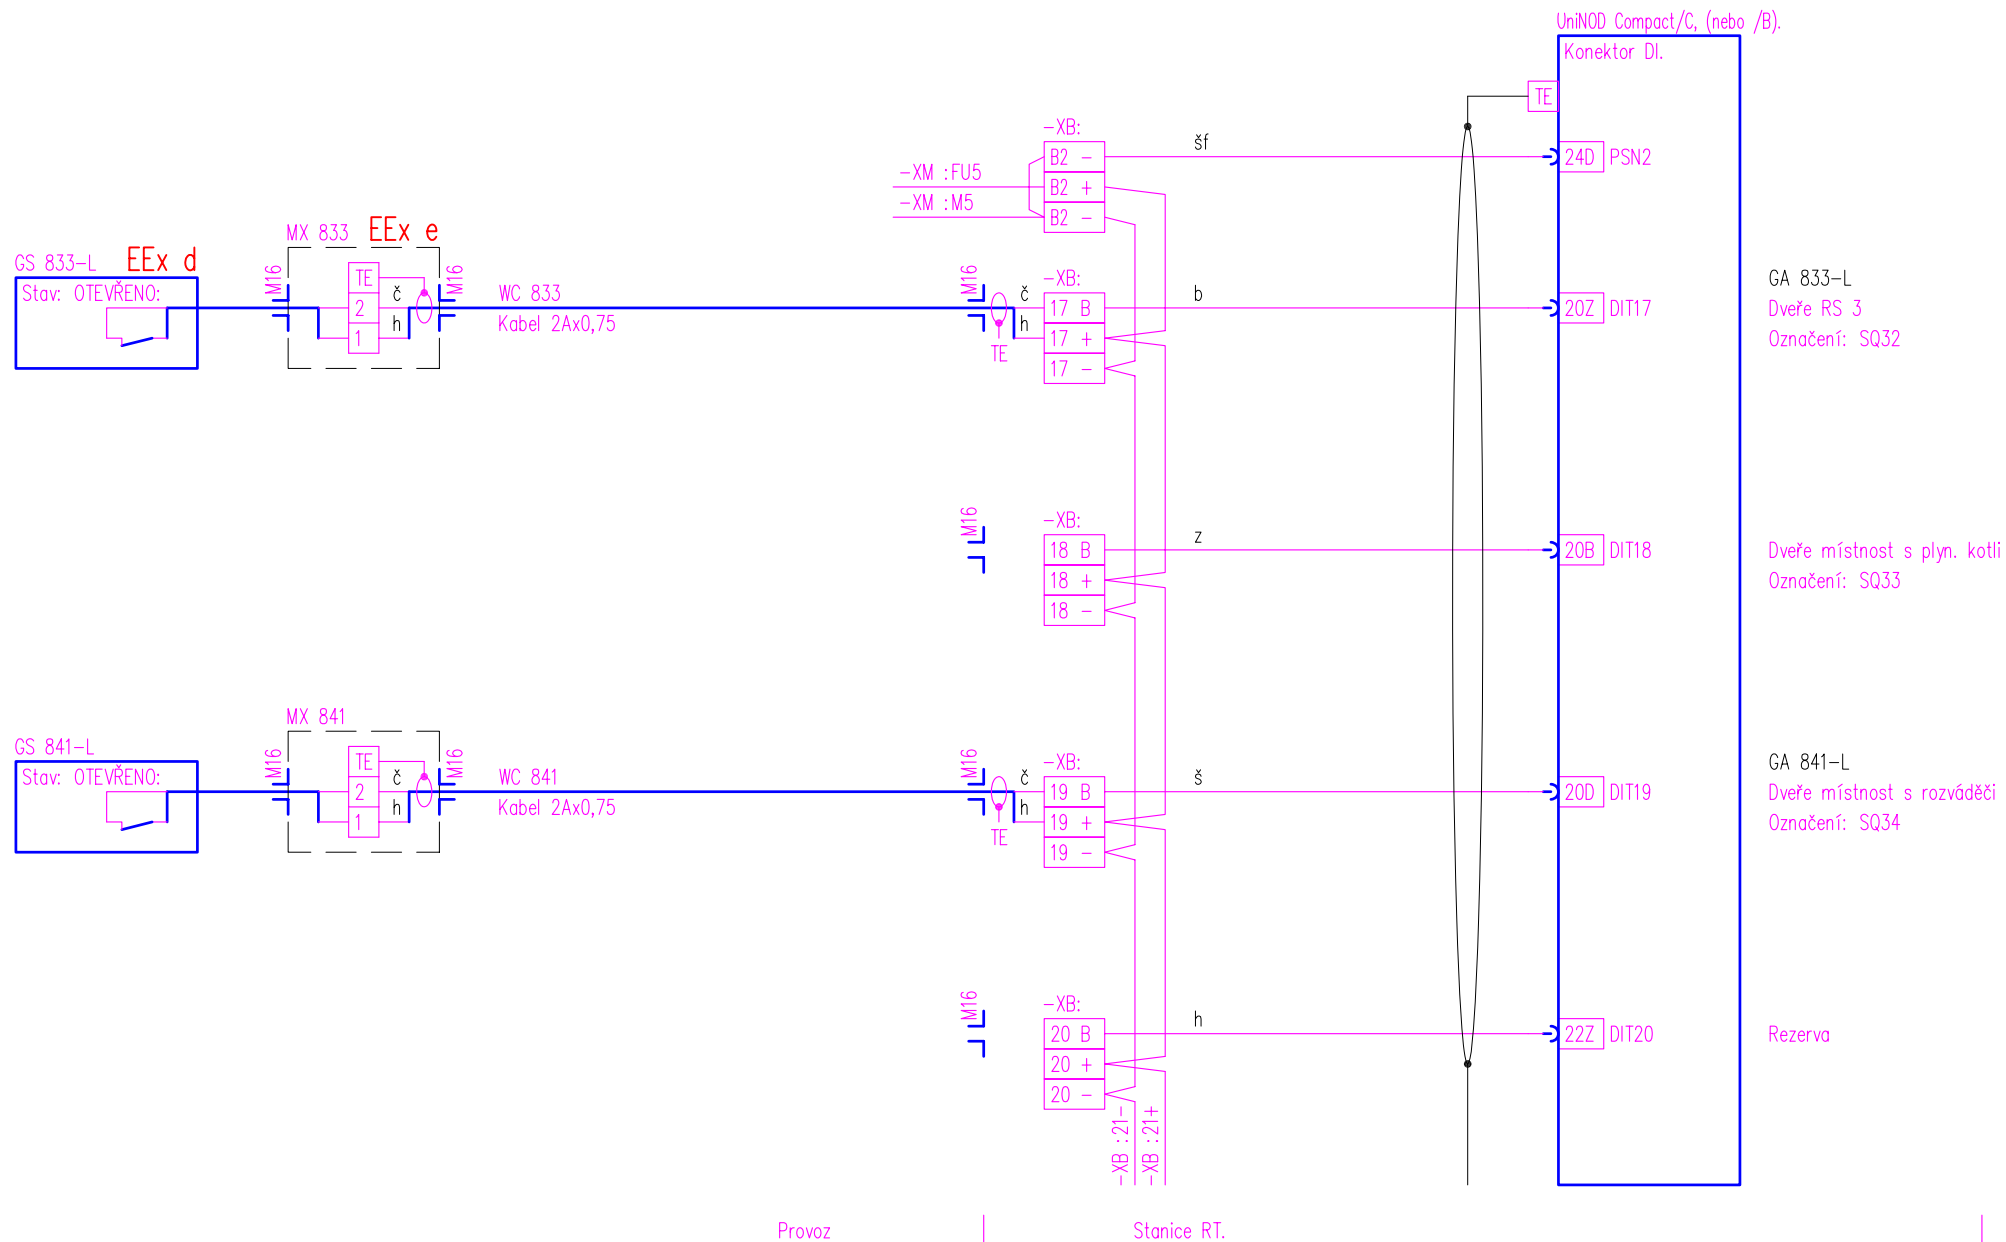 UniNOD Compact/C, (nebo /B).
Konektor DI.
TE
-XB:
B2 -
šf
24D PSN2
-XM :FU5
B2 +
-XM :M5
B2 -
MX 833 EEx e
GS 833-L EEx d
Stav: OTEVŘENO:
M16
TE
2
1
č
h
M16
WC 833
Kabel 2Ax0,75
M16
č
h
TE
-XB:
17 B
17 +
17 -
b
20Z DIT17
GA 833-L
Dveře RS 3
Označení: SQ32
M16
-XB:
18 B
18 +
18 -
z
20B DIT18
Dveře místnost s plyn. kotli
Označení: SQ33
MX 841
GS 841-L
Stav: OTEVŘENO:
M16
TE
2
1
č
h
M16
WC 841
Kabel 2Ax0,75
M16
č
h
TE
-XB:
19 B
19 +
19 -
š
20D DIT19
GA 841-L
Dveře místnost s rozváděči
Označení: SQ34
M16
-XB:
20 B
20 +
20 -
h
22Z DIT20
Rezerva
-XB :21-
-XB :21+
Provoz
Stanice RT.